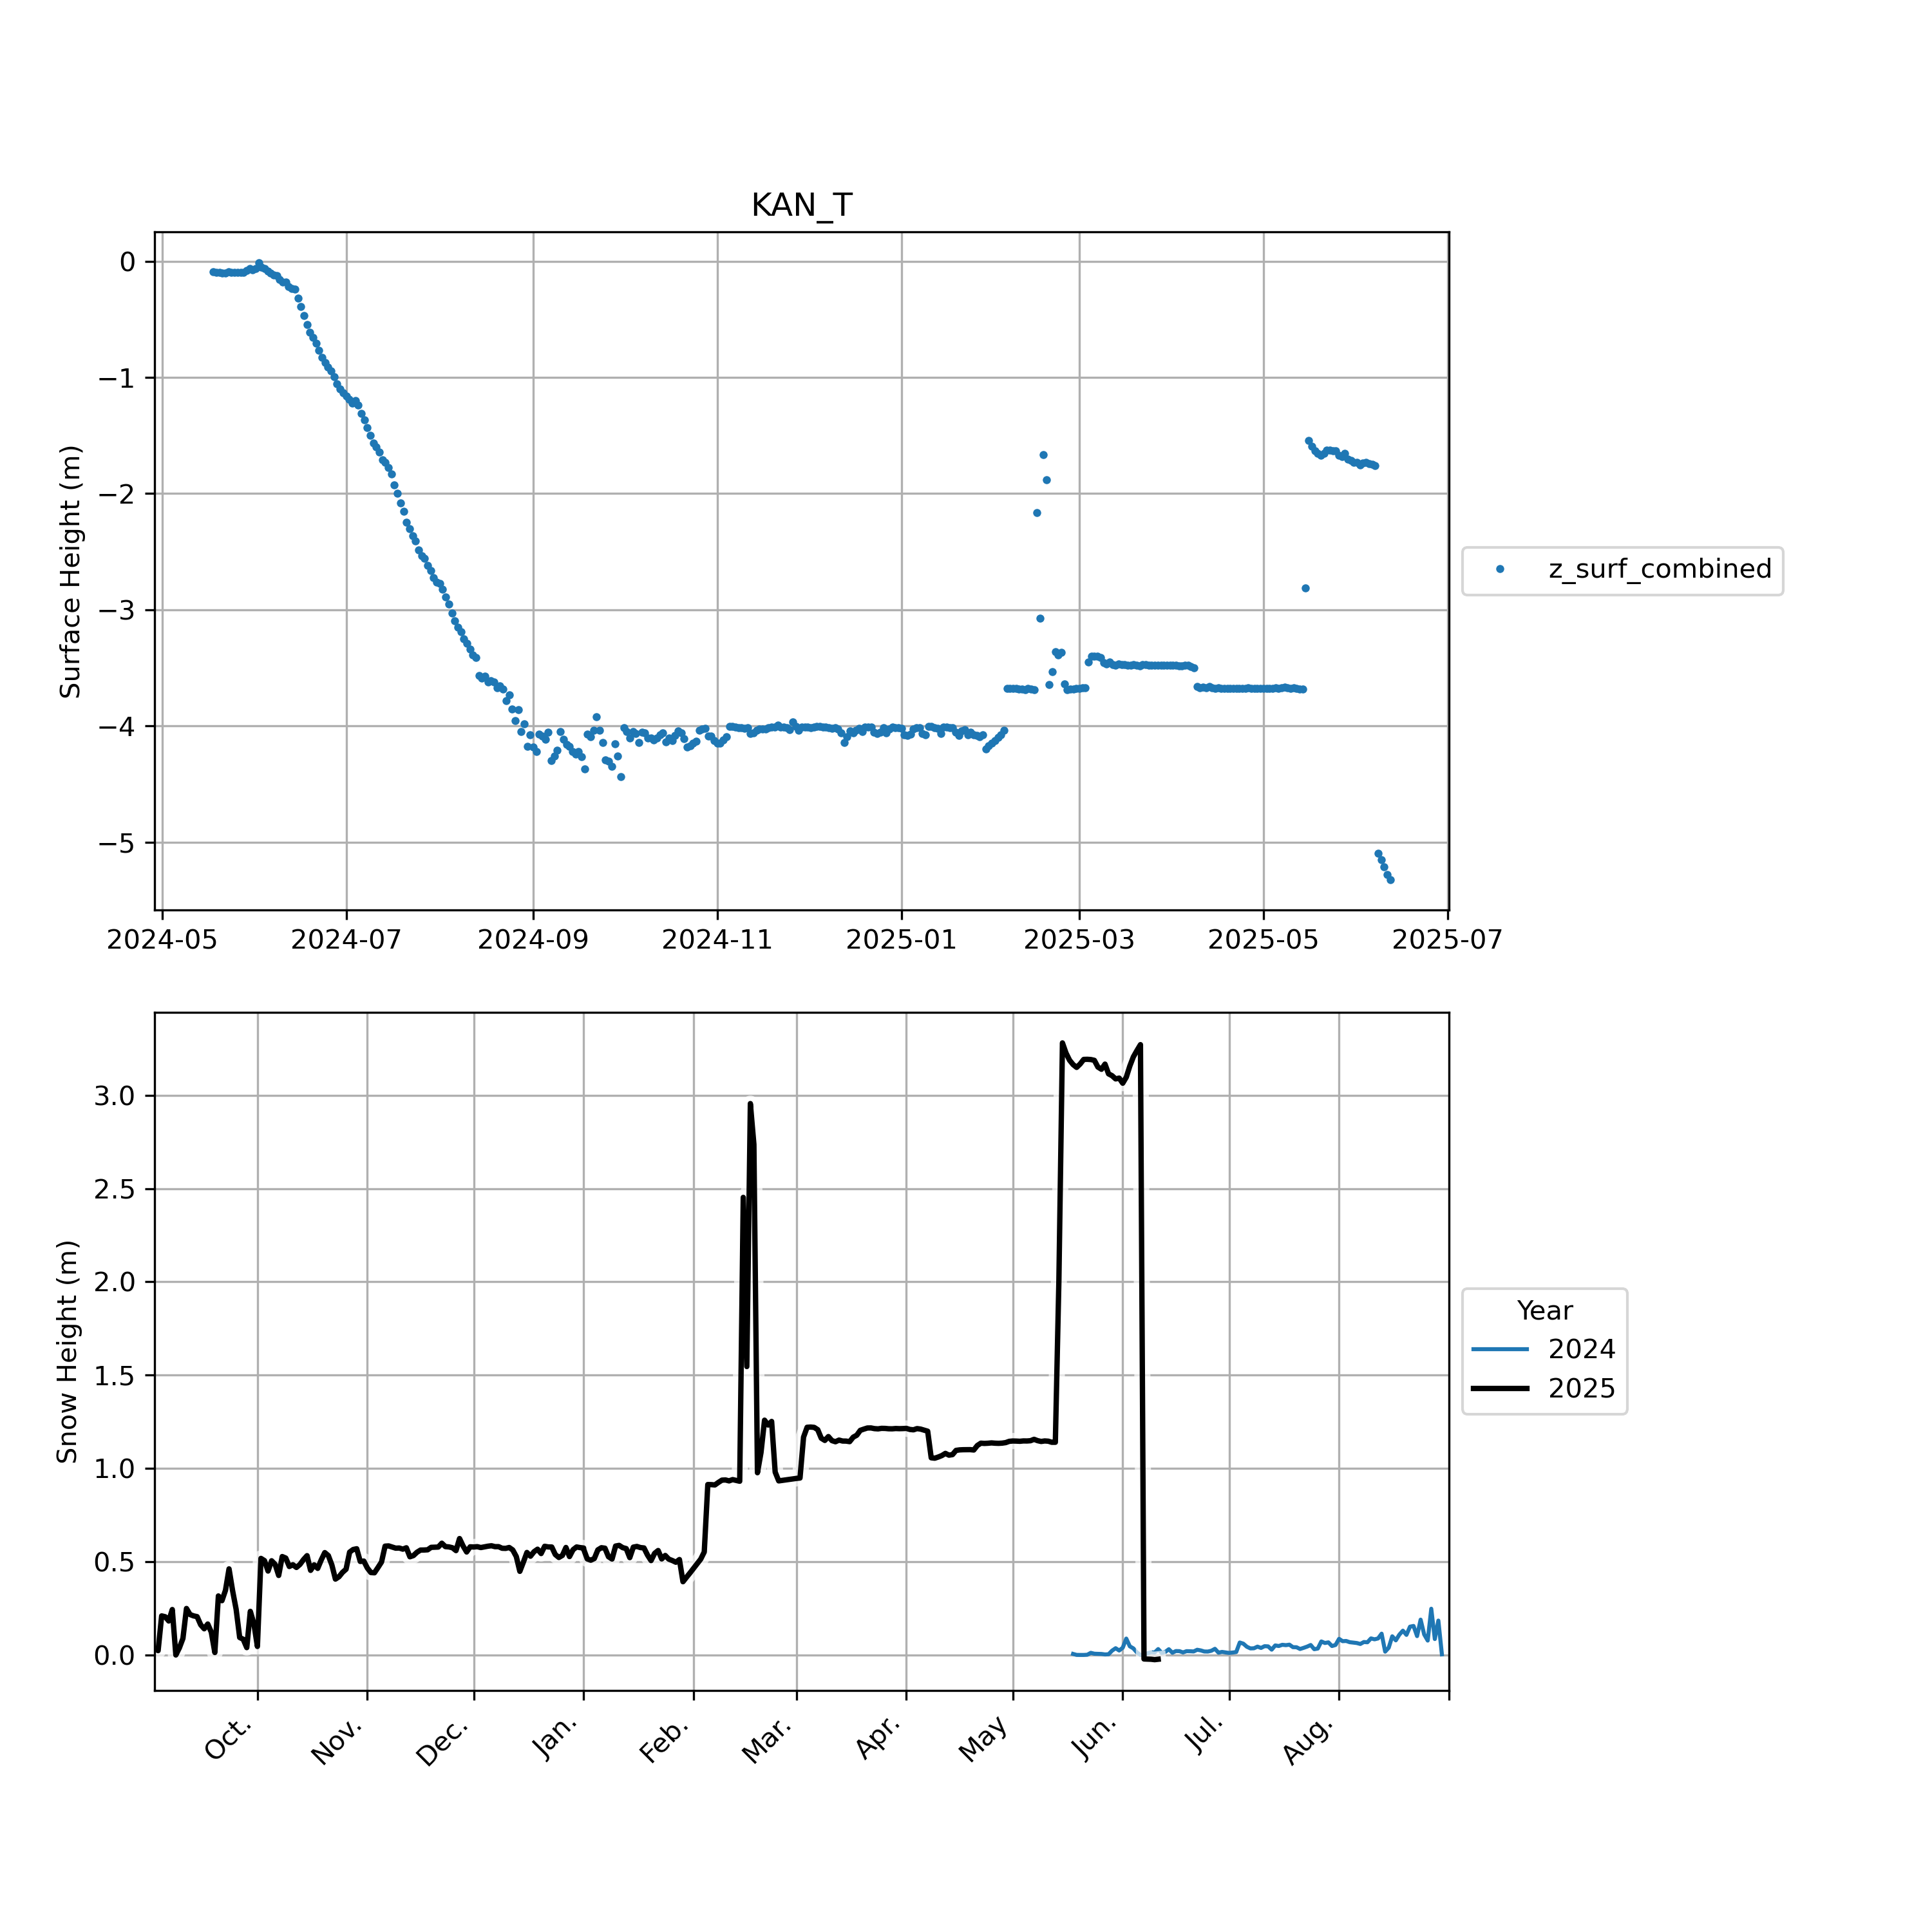 KAN_T
0
−1
−2
−3
−4
−5
Surface Height (m)
2024-05 2024-07 2024-09 2024-11 2025-01 2025-03 2025-05 2025-07
z_surf_combined
3.0
2.5
2.0
1.5
1.0
0.5
0.0
Snow Height (m)
Oct. Nov. Dec. Jan. Feb. Mar. Apr. May Jun. Jul. Aug.
Year
2024
2025